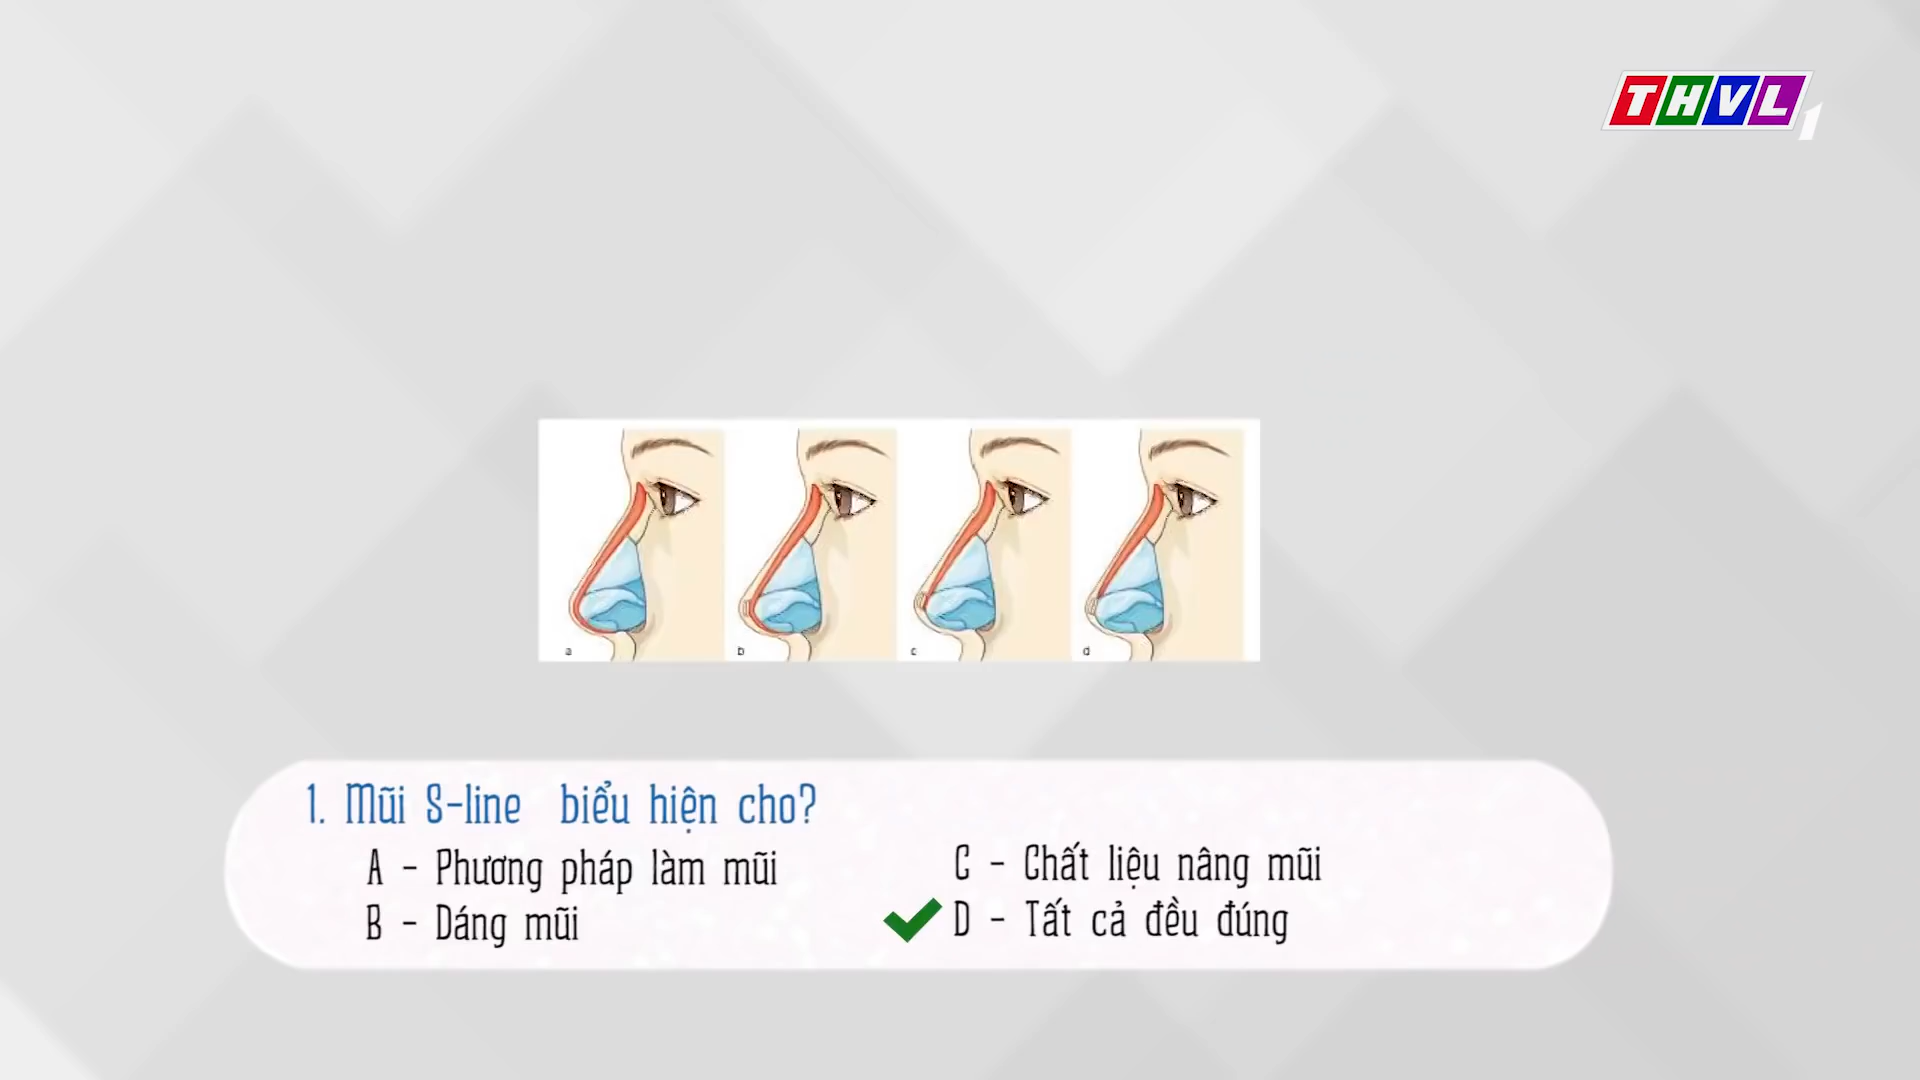 THVL1
a b c d
1. Mũi S-line biểu hiện cho?
A - Phương pháp làm mũi
B - Dáng mũi
C - Chất liệu nâng mũi
D - Tất cả đều đúng